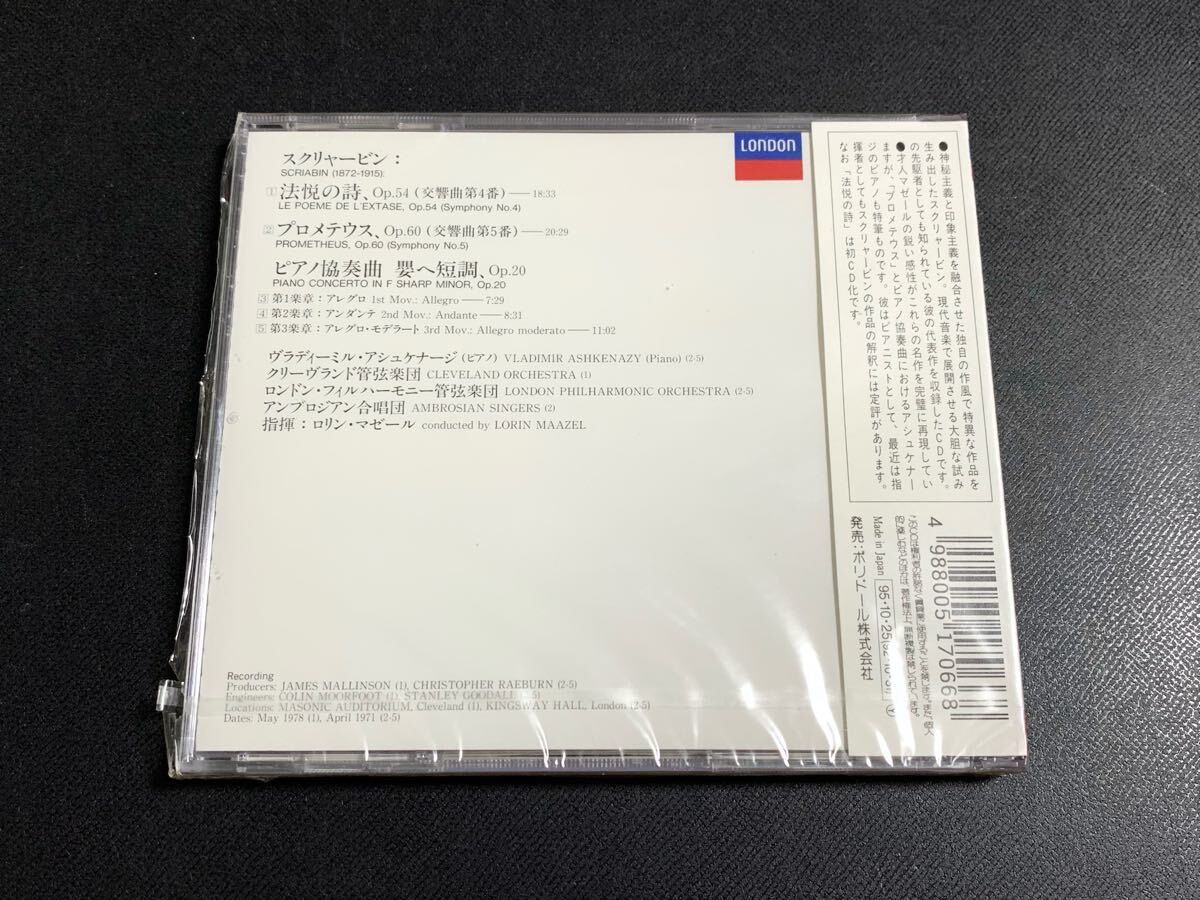 LONDON
スクリャービン：
SCRIABIN (1872-1915):
1 法悦の詩、Op.54 (交響曲第4番) ── 18:33
LE POEME DE L'EXTASE, Op.54 (Symphony No.4)
2 プロメテウス、Op.60 (交響曲第5番) ── 20:29
PROMETHEUS, Op.60 (Symphony No.5)
ピアノ協奏曲 嬰ヘ短調、Op.20
PIANO CONCERTO IN F SHARP MINOR, Op.20
3 第1楽章：アレグロ 1st Mov.: Allegro ── 7:29
4 第2楽章：アンダンテ 2nd Mov.: Andante ── 8:31
5 第3楽章：アレグロ・モデラート 3rd Mov.: Allegro moderato ── 11:02
ヴラディーミル・アシュケナージ (ピアノ) VLADIMIR ASHKENAZY (Piano) (2-5)
クリーヴランド管弦楽団 CLEVELAND ORCHESTRA (1)
ロンドン・フィルハーモニー管弦楽団 LONDON PHILHARMONIC ORCHESTRA (2-5)
アンブロジアン合唱団 AMBROSIAN SINGERS (2)
指揮：ロリン・マゼール conducted by LORIN MAAZEL
Recording
Producers: JAMES MALLINSON (1), CHRISTOPHER RAEBURN (2-5)
Engineers: COLIN MOORFOOT (1), STANLEY GOODALL (2-5)
Locations: MASONIC AUDITORIUM, Cleveland (1), KINGSWAY HALL, London (2-5)
Dates: May 1978 (1), April 1971 (2-5)
●神秘主義と印象主義を融合させた独自の作風で特異な作品を
生み出したスクリャービン。現代音楽で展開させる大胆な試み
の先駆者としても知られている彼の代表作を収録したCDです。
●才人マゼールの鋭い感性がこれらの名作を完璧に再現してい
ますが、「プロメテウス」とピアノ協奏曲におけるアシュケナー
ジのピアノも特筆ものです。彼はピアニストとして、最近は指
揮者としてもスクリャービンの作品の解釈には定評があります。
なお「法悦の詩」は初CD化です。
4 988005 170668
Made in Japan 95・10・25
発売：ポリドール株式会社